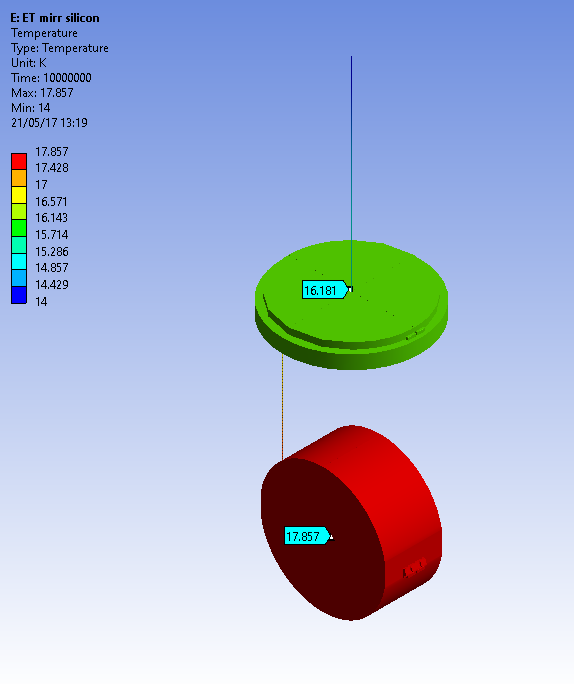 E: ET mirr silicon
Temperature
Type: Temperature
Unit: K
Time: 10000000
Max: 17.857
Min: 14
21/05/17 13:19
17.857
17.428
17
16.571
16.143
15.714
15.286
14.857
14.429
14
16.181
17.857